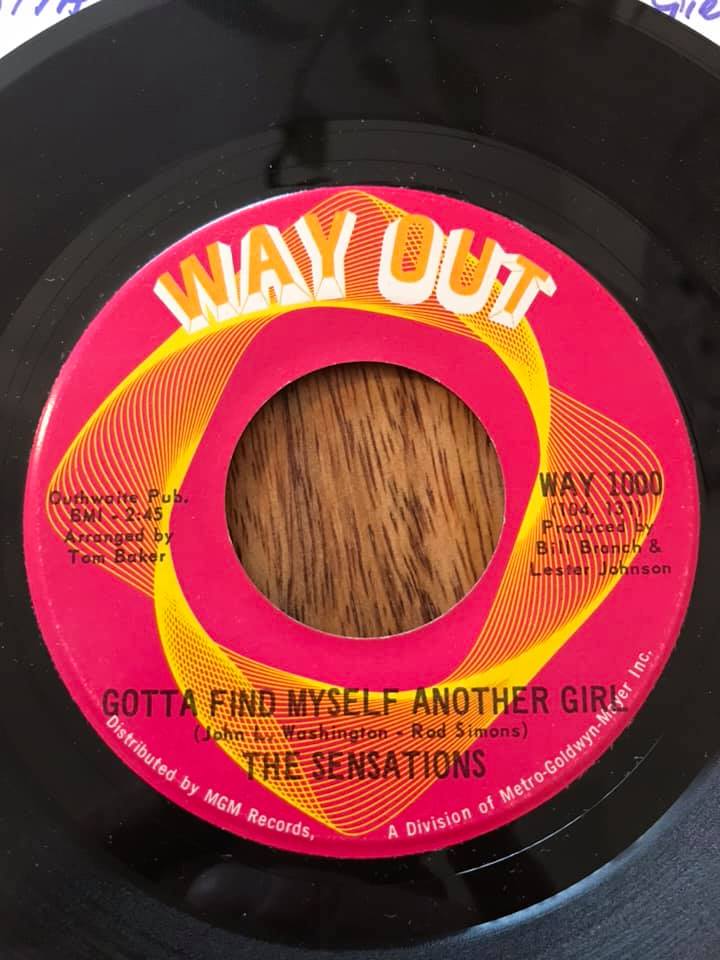 WAY OUT
Outhwaite Pub.
BMI - 2:45
Arranged by
Tom Baker
WAY 1000
(104, 131)
Produced by
Bill Branch &
Lester Johnson
GOTTA FIND MYSELF ANOTHER GIRL
(John L. Washington - Rod Simons)
THE SENSATIONS
Distributed by MGM Records, A Division of Metro-Goldwyn-Mayer Inc.